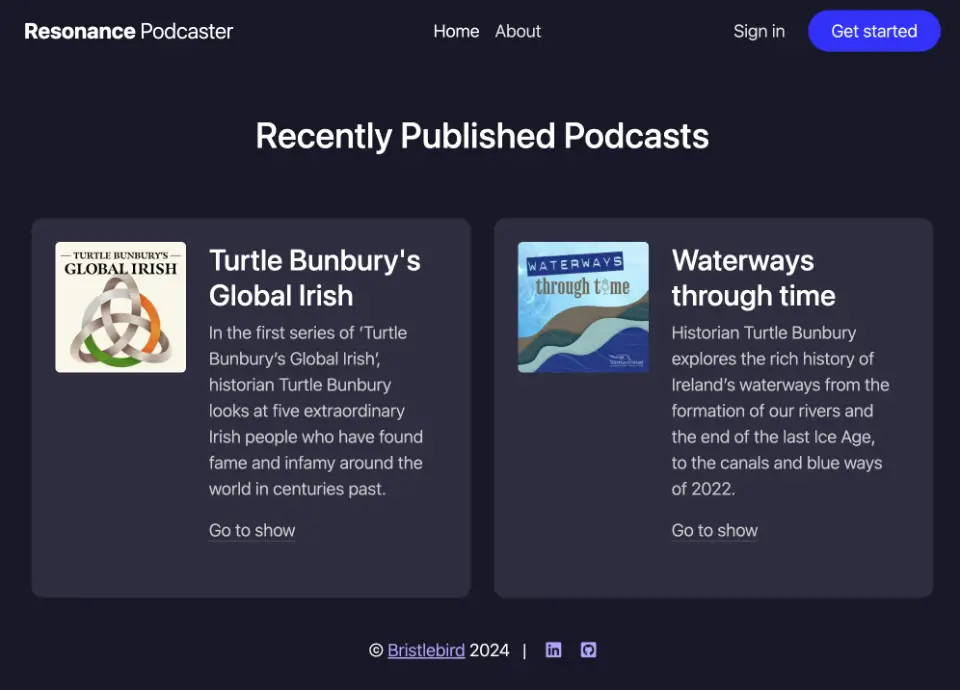 Resonance Podcaster
Home About
Sign in
Get started
Recently Published Podcasts
TURTLE BUNBURY'S
GLOBAL IRISH
Turtle Bunbury's
Global Irish
In the first series of ‘Turtle
Bunbury’s Global Irish’,
historian Turtle Bunbury
looks at five extraordinary
Irish people who have found
fame and infamy around the
world in centuries past.
Go to show
WATERWAYS
through time
Waterways
through time
Historian Turtle Bunbury
explores the rich history of
Ireland’s waterways from the
formation of our rivers and
the end of the last Ice Age,
to the canals and blue ways
of 2022.
Go to show
© Bristlebird 2024 |
in